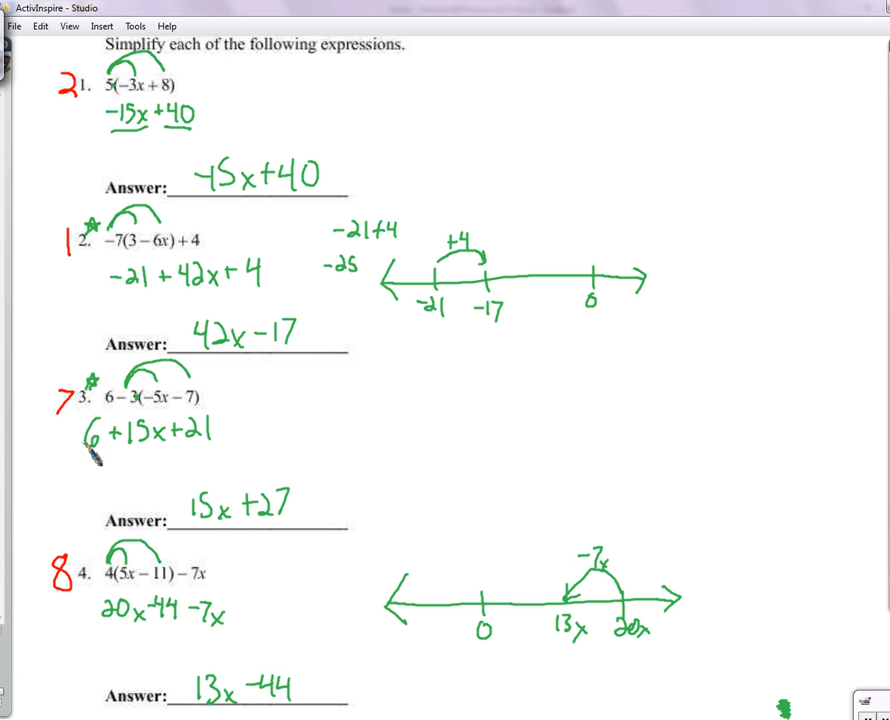 ActivInspire - Studio
File Edit View Insert Tools Help
Simplify each of the following expressions.
2 1. 5(−3x + 8)
-15x +40
Answer: -15x+40
1 2. −7(3 − 6x) + 4
-21 + 42x + 4
-21+4
-25
+4
-21 -17 0
Answer: 42x -17
7 3. 6 − 3(−5x − 7)
6 +15x +21
Answer: 15x +27
8 4. 4(5x − 11) − 7x
20x -44 -7x
-7x
0 13x 20x
Answer: 13x -44